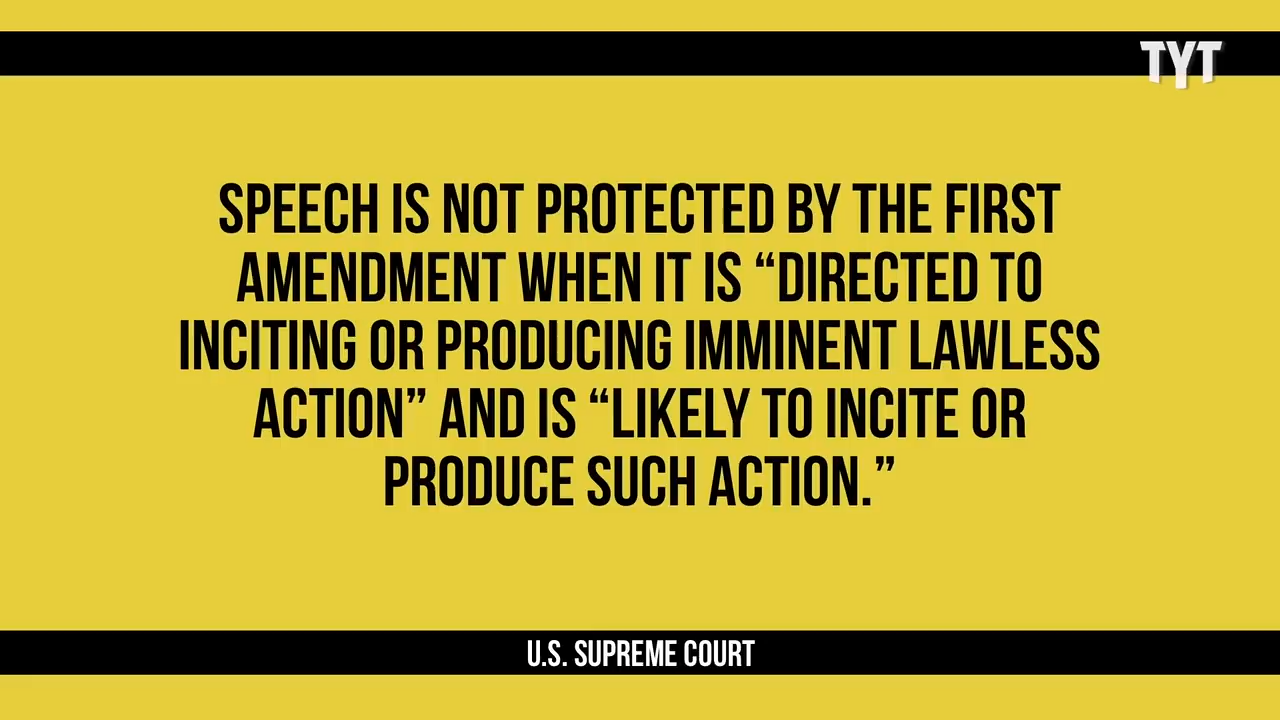 TYT
SPEECH IS NOT PROTECTED BY THE FIRST
AMENDMENT WHEN IT IS “DIRECTED TO
INCITING OR PRODUCING IMMINENT LAWLESS
ACTION” AND IS “LIKELY TO INCITE OR
PRODUCE SUCH ACTION.”
U.S. SUPREME COURT